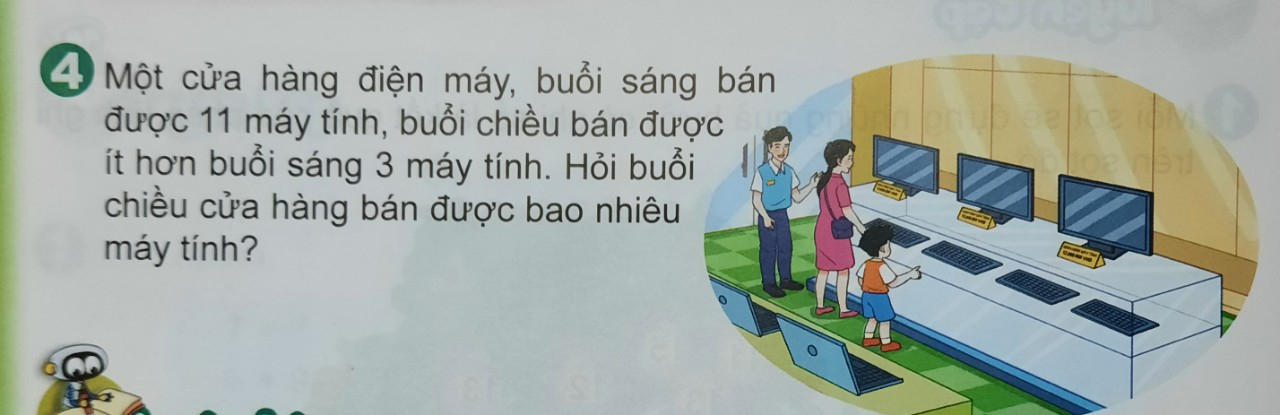 4 Một cửa hàng điện máy, buổi sáng bán
được 11 máy tính, buổi chiều bán được
ít hơn buổi sáng 3 máy tính. Hỏi buổi
chiều cửa hàng bán được bao nhiêu
máy tính?